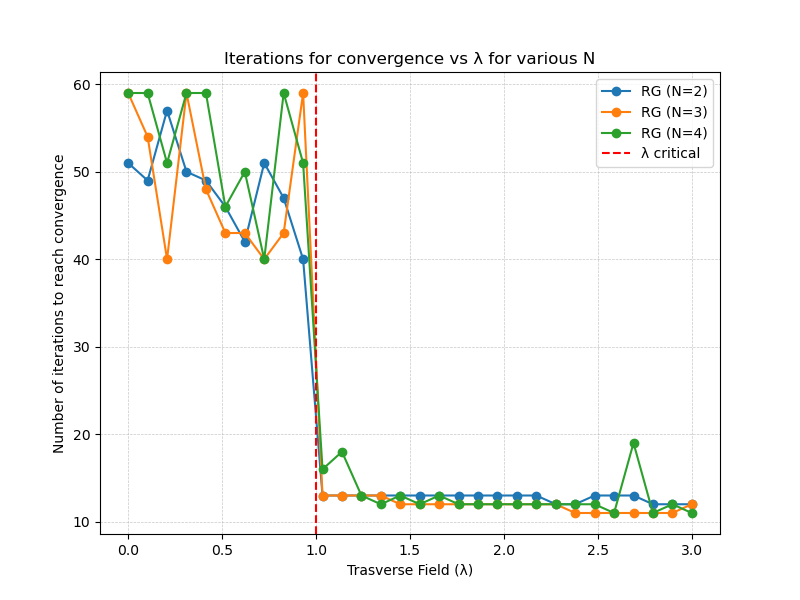 Iterations for convergence vs λ for various N
Number of iterations to reach convergence
60
50
40
30
20
10
RG (N=2)
RG (N=3)
RG (N=4)
λ critical
0.0 0.5 1.0 1.5 2.0 2.5 3.0
Trasverse Field (λ)